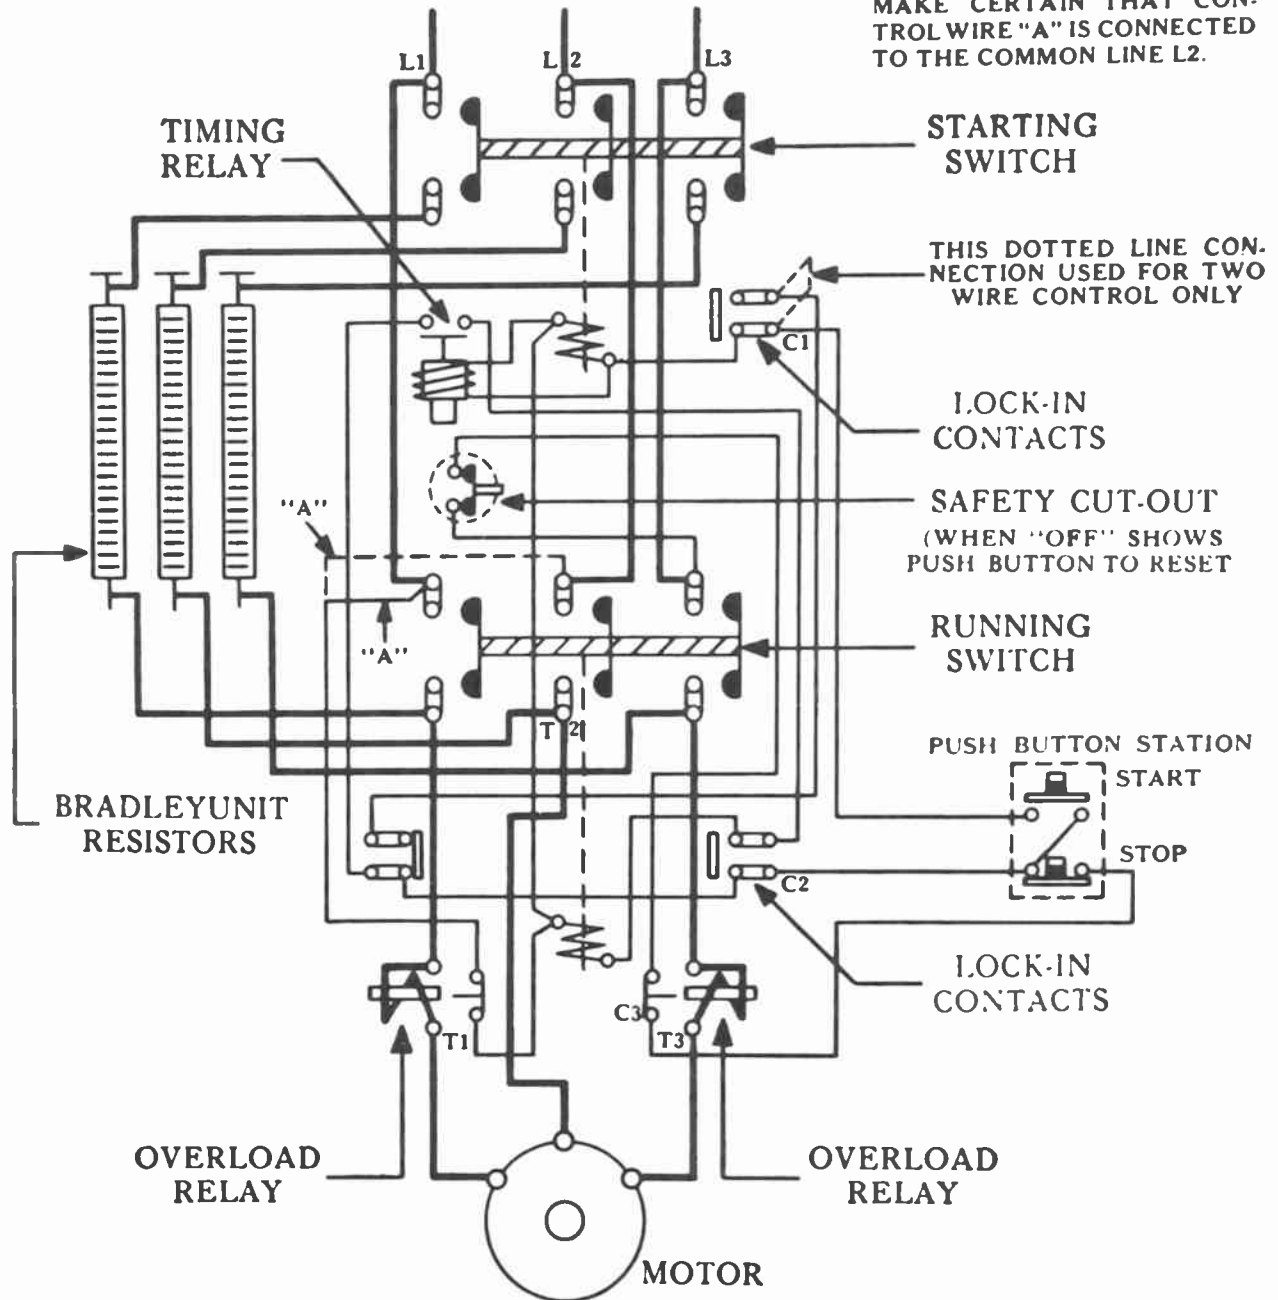 MAKE CERTAIN THAT CON-
TROL WIRE "A" IS CONNECTED
TO THE COMMON LINE L2.
L1
L 2
L3
TIMING
RELAY
STARTING
SWITCH
THIS DOTTED LINE CON-
NECTION USED FOR TWO
WIRE CONTROL ONLY
C1
LOCK-IN
CONTACTS
"A"
SAFETY CUT-OUT
(WHEN "OFF" SHOWS
PUSH BUTTON TO RESET
"A"
RUNNING
SWITCH
T 2
PUSH BUTTON STATION
START
BRADLEYUNIT
RESISTORS
STOP
C2
LOCK-IN
CONTACTS
T1
C3
T3
OVERLOAD
RELAY
OVERLOAD
RELAY
MOTOR